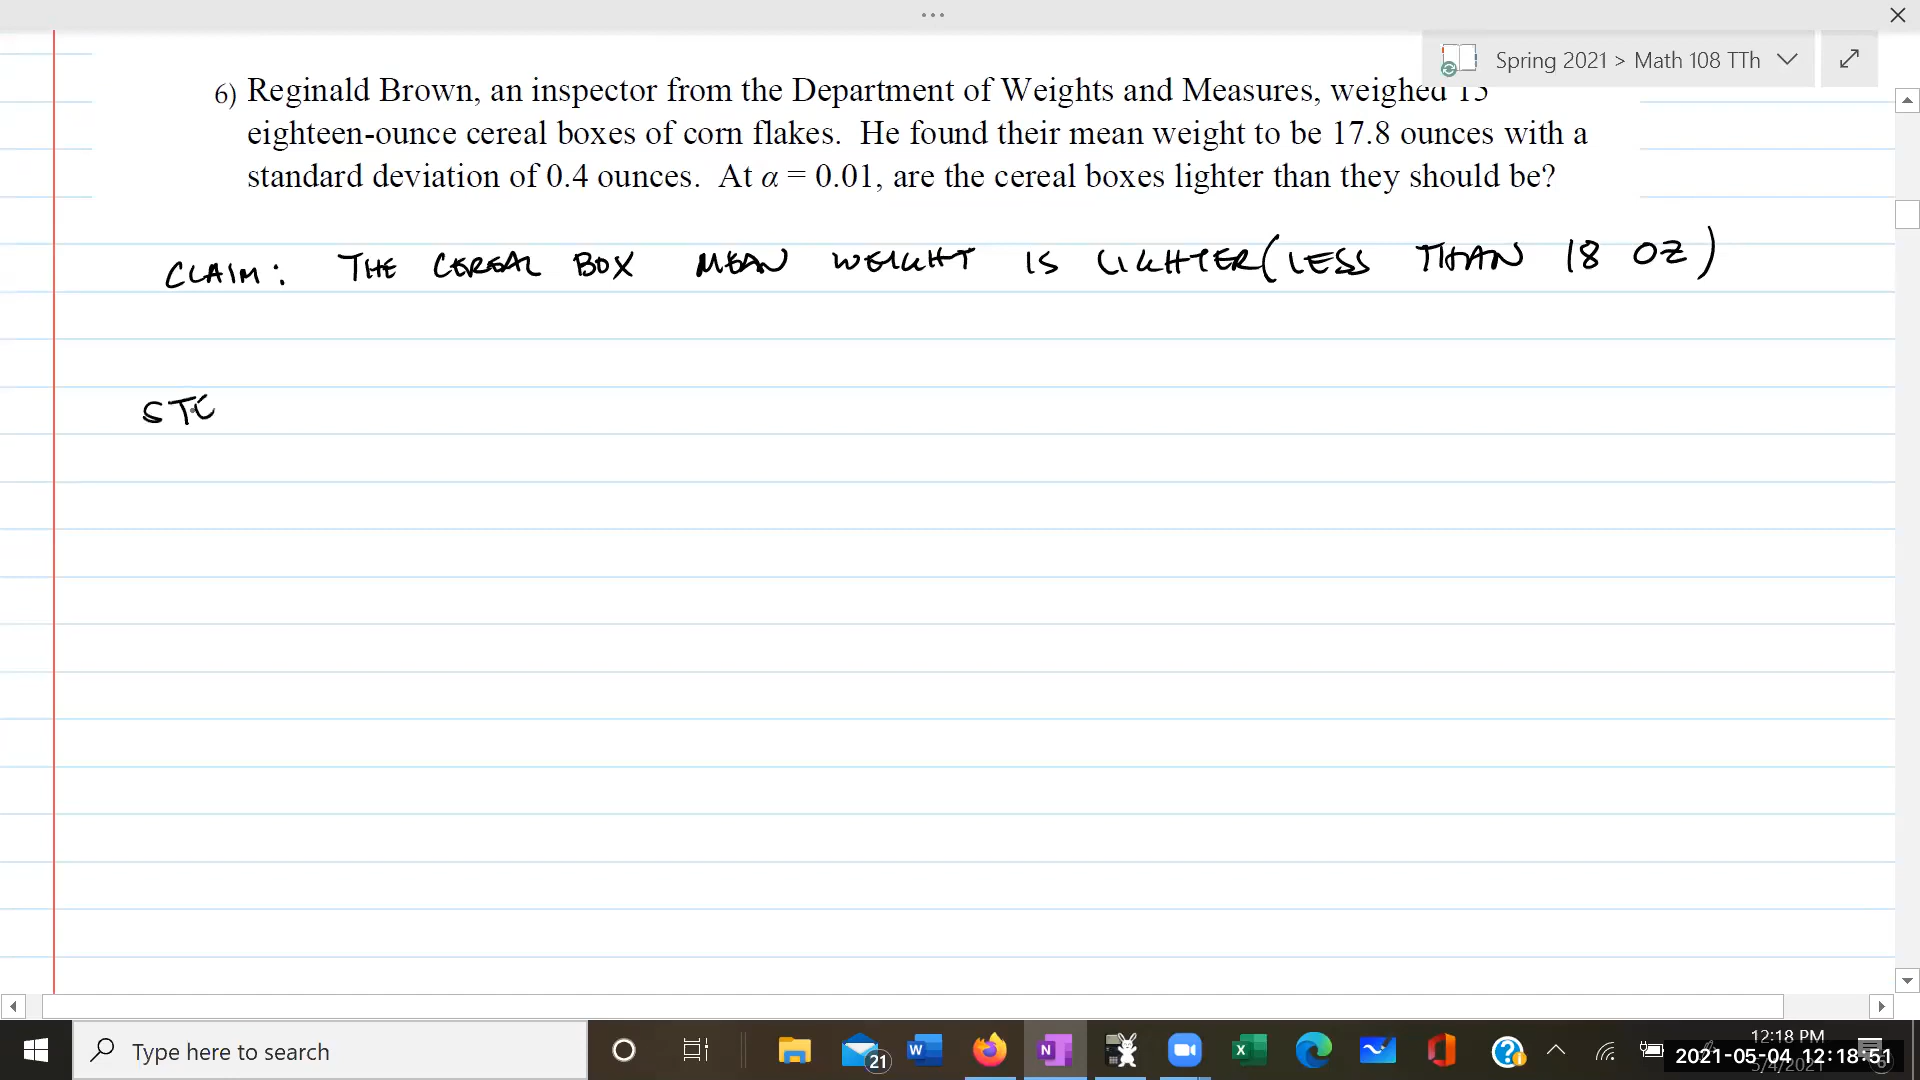 Spring 2021 > Math 108 TTh
6) Reginald Brown, an inspector from the Department of Weights and Measures, weighed
eighteen-ounce cereal boxes of corn flakes. He found their mean weight to be 17.8 ounces with a
standard deviation of 0.4 ounces. At α = 0.01, are the cereal boxes lighter than they should be?
CLAIM: THE CEREAL BOX MEAN WEIGHT IS LIGHTER (LESS THAN 18 OZ)
STE
Type here to search
21
12:18 PM
2021-05-04 12:18:51